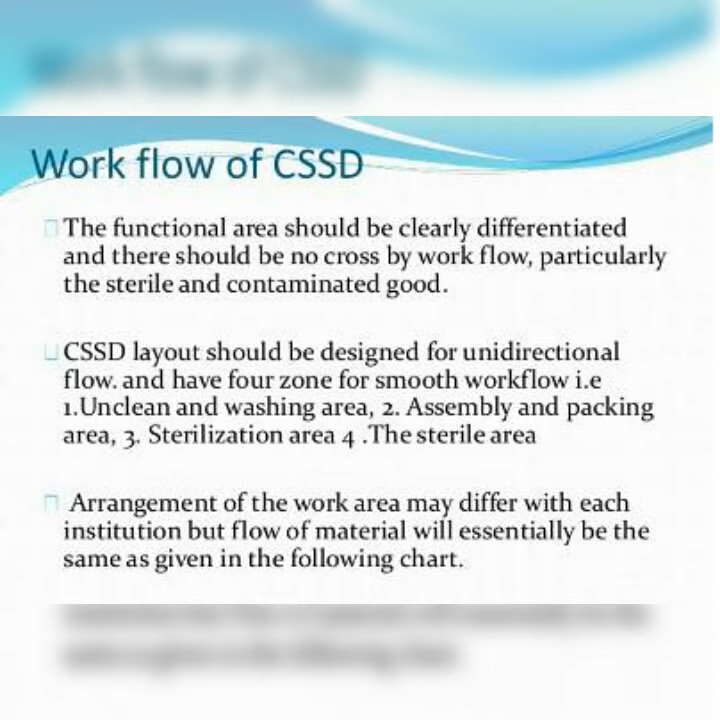 Work flow of CSSD
The functional area should be clearly differentiated
and there should be no cross by work flow, particularly
the sterile and contaminated good.
CSSD layout should be designed for unidirectional
flow. and have four zone for smooth workflow i.e
1.Unclean and washing area, 2. Assembly and packing
area, 3. Sterilization area 4 .The sterile area
Arrangement of the work area may differ with each
institution but flow of material will essentially be the
same as given in the following chart.